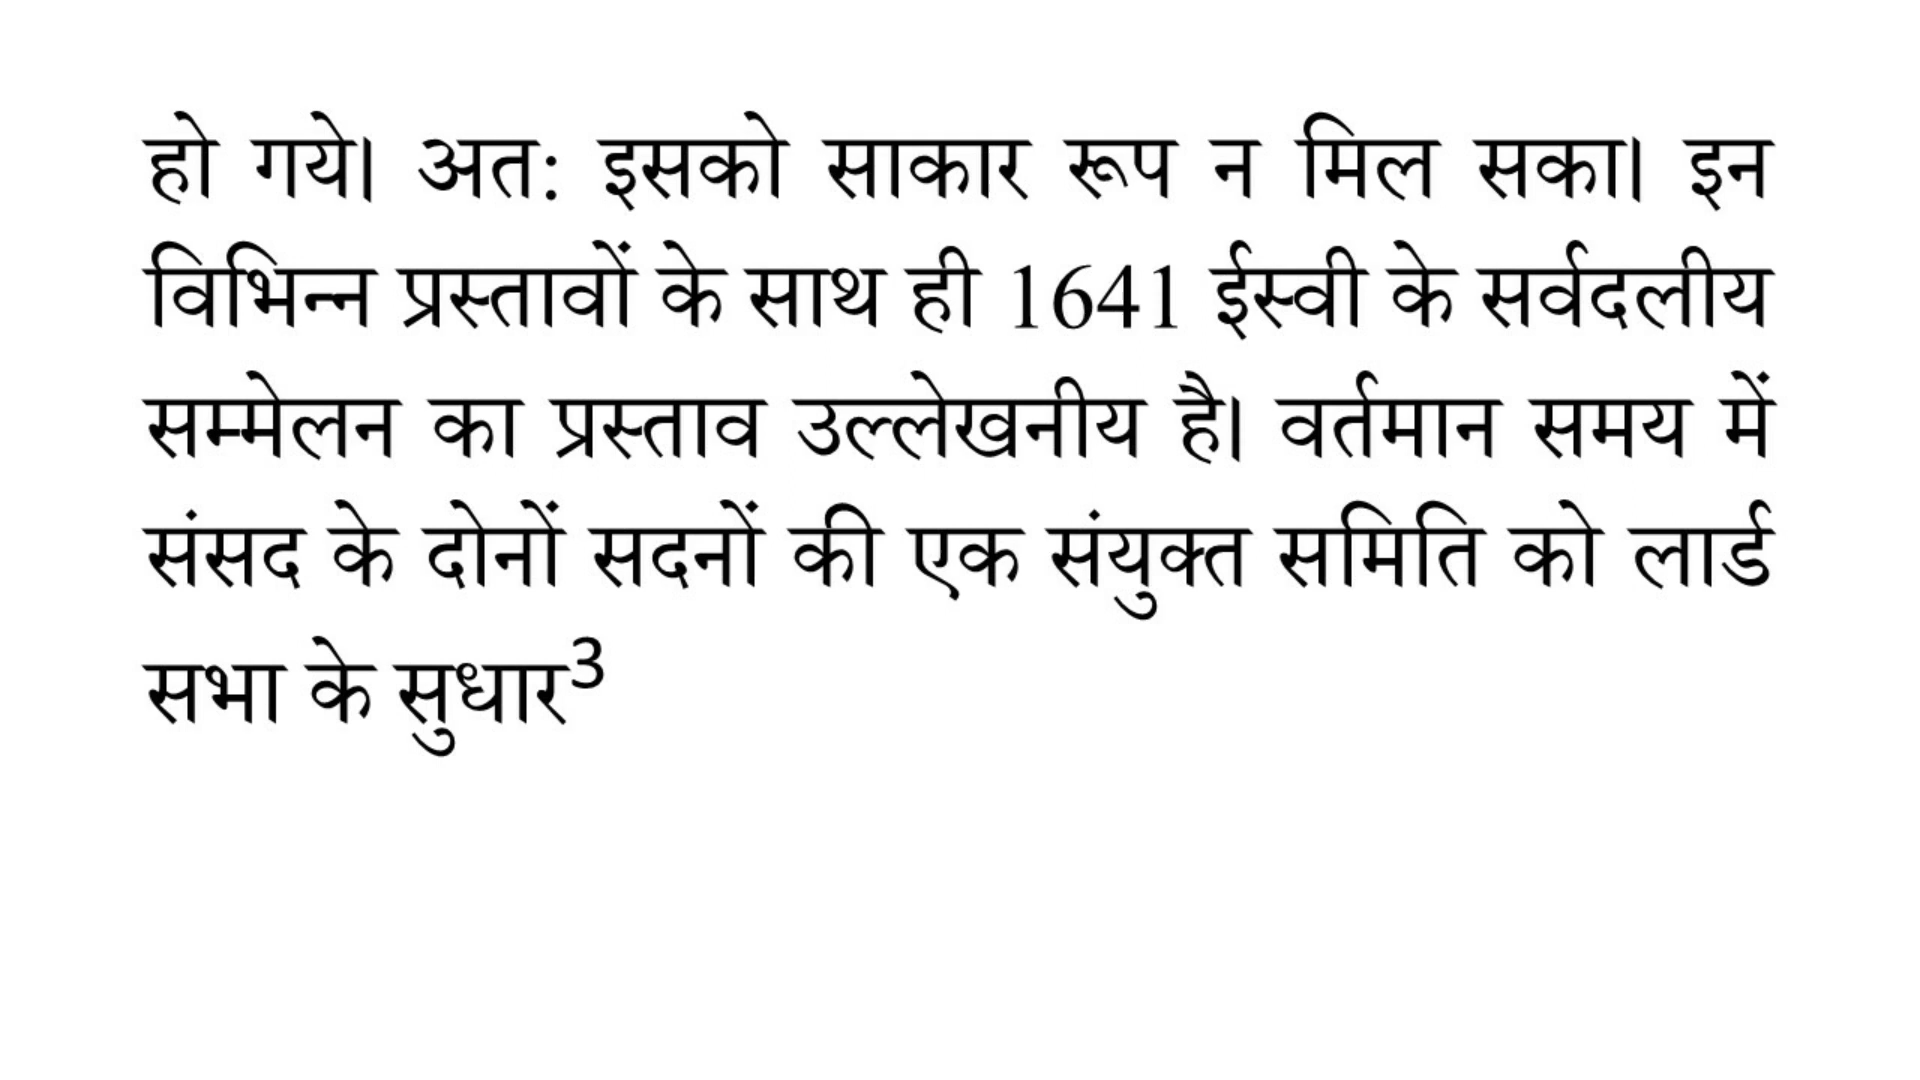 हो गये। अत: इसको साकार रूप न मिल सका। इन
विभिन्न प्रस्तावों के साथ ही 1641 ईस्वी के सर्वदलीय
सम्मेलन का प्रस्ताव उल्लेखनीय है। वर्तमान समय में
संसद के दोनों सदनों की एक संयुक्त समिति को लार्ड
सभा के सुधार³